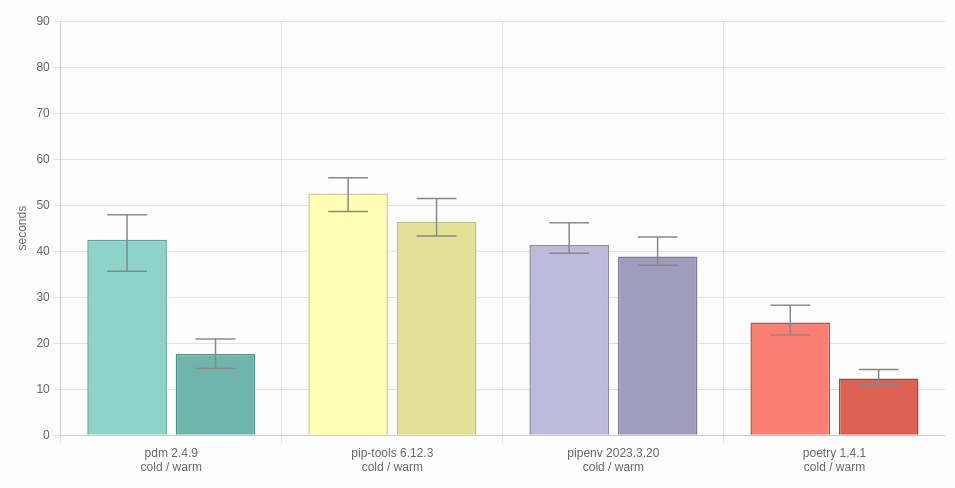 90
80
70
60
50
40
30
20
10
0
seconds
pdm 2.4.9
cold / warm
pip-tools 6.12.3
cold / warm
pipenv 2023.3.20
cold / warm
poetry 1.4.1
cold / warm